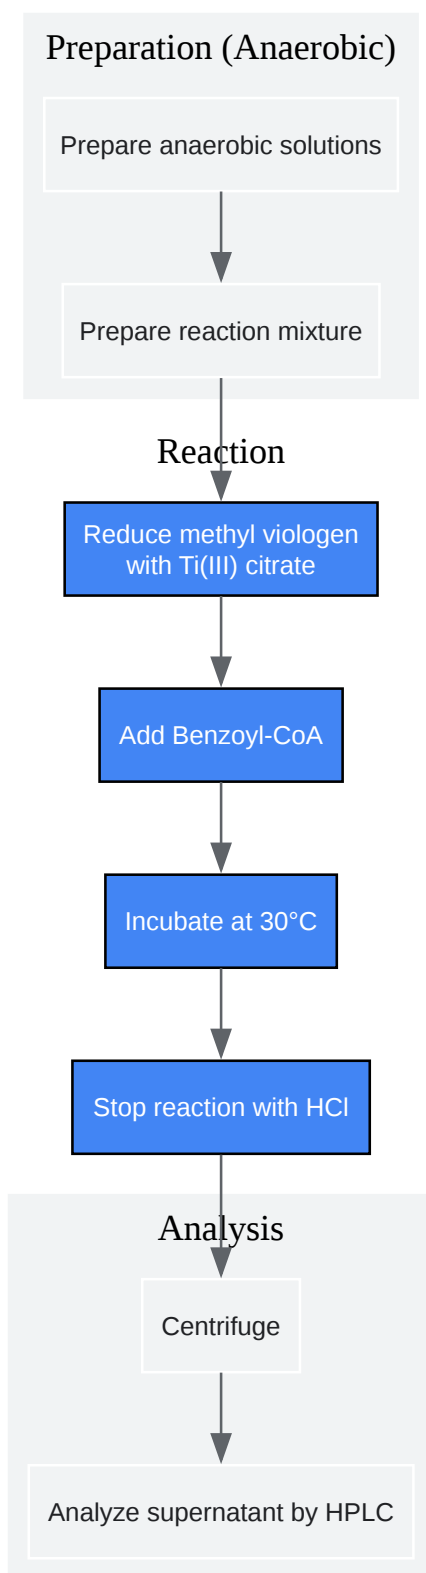 Preparation (Anaerobic)
Prepare anaerobic solutions
Prepare reaction mixture
Reaction
Reduce methyl viologen
with Ti(III) citrate
Add Benzoyl-CoA
Incubate at 30°C
Stop reaction with HCl
Analysis
Centrifuge
Analyze supernatant by HPLC